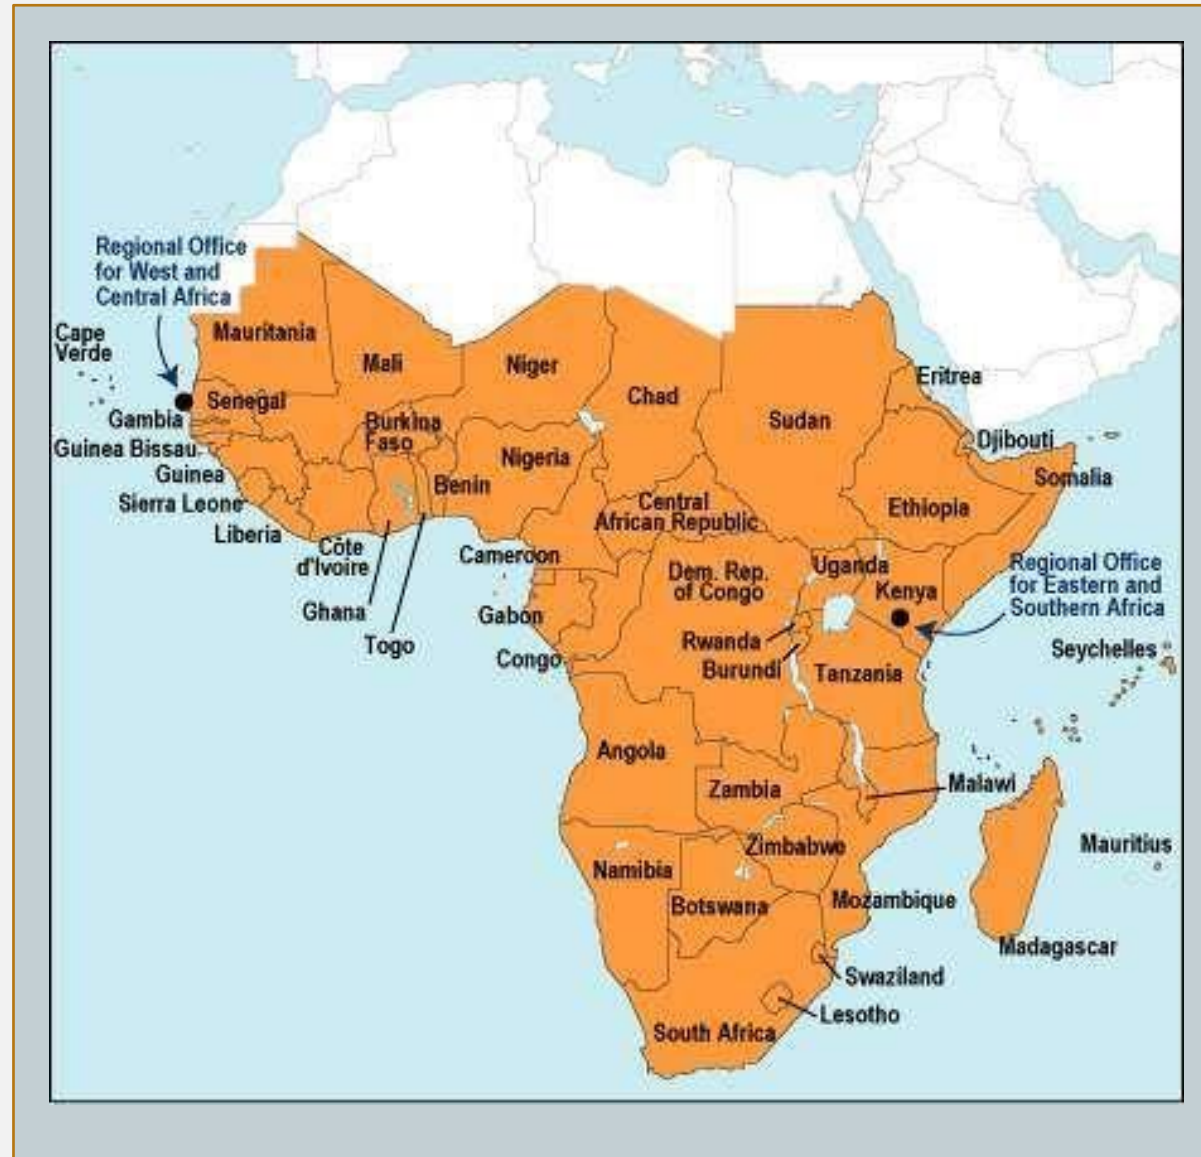 Regional Office
for West and
Central Africa
Cape
Verde
Mauritania
Mali
Niger
Chad
Sudan
Eritrea
Senegal
Gambia
Burkina
Faso
Guinea Bissau
Nigeria
Djibouti
Guinea
Benin
Somalia
Sierra Leone
Central
African Republic
Ethiopia
Liberia
Côte
d'Ivoire
Cameroon
Ghana
Togo
Gabon
Congo
Dem. Rep.
of Congo
Uganda
Kenya
Regional Office
for Eastern and
Southern Africa
Rwanda
Burundi
Tanzania
Seychelles
Angola
Zambia
Malawi
Zimbabwe
Mauritius
Namibia
Botswana
Mozambique
Madagascar
Swaziland
Lesotho
South Africa